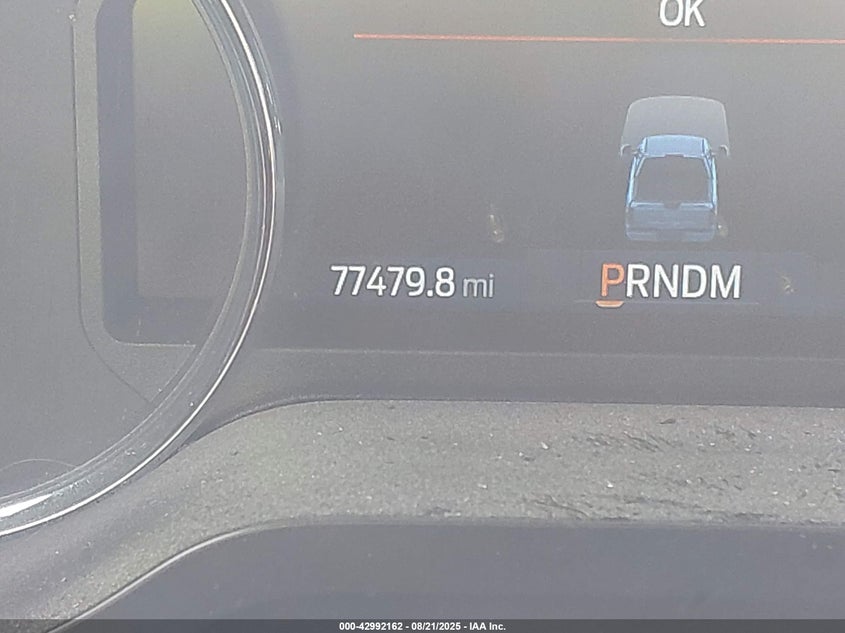 OK
77479.8 mi
PRNDM
000-42992162 - 08/21/2025 - IAA Inc.